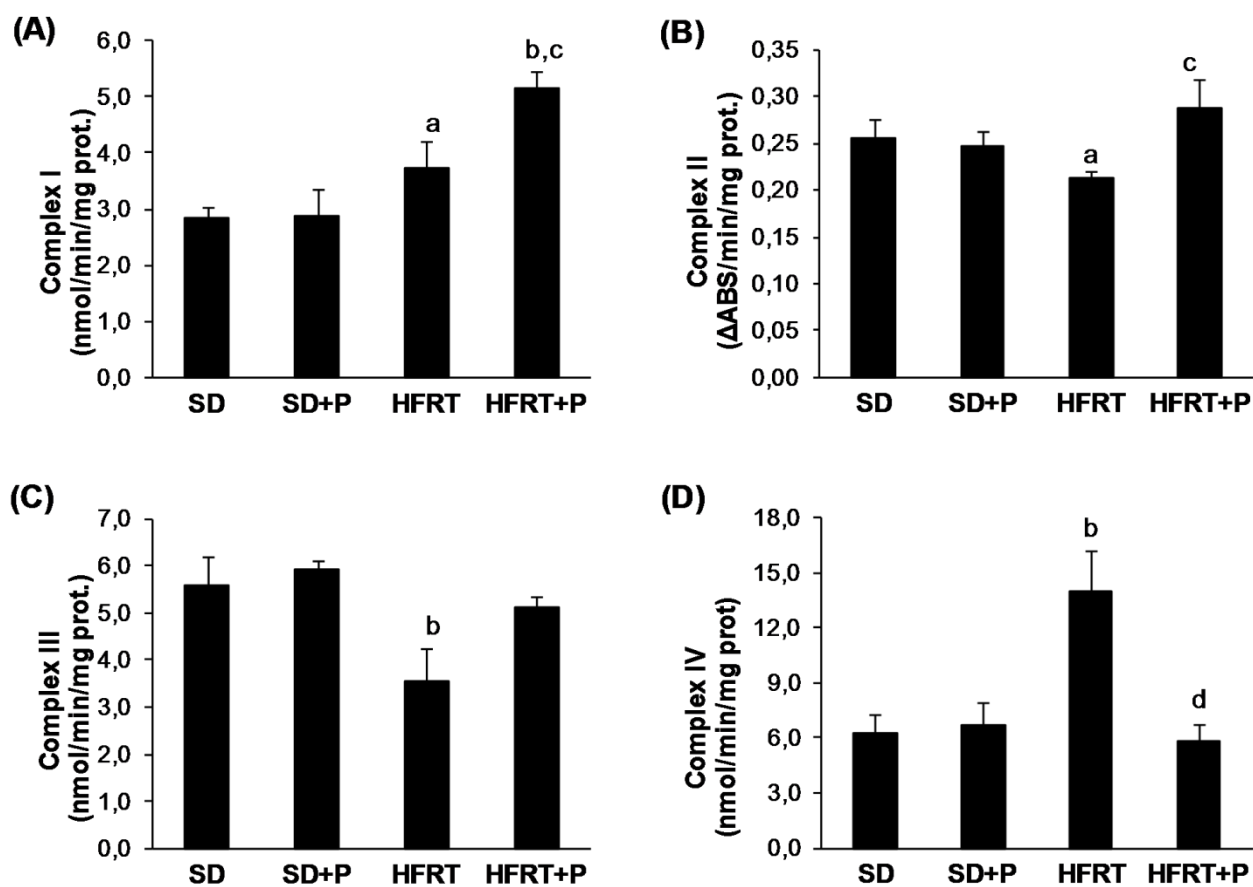 (A)
Complex I
(nmol/min/mg prot.)
6,0
5,0
4,0
3,0
2,0
1,0
0,0
a
b,c
SD SD+P HFRT HFRT+P
(B)
Complex II
(ΔABS/min/mg prot.)
0,35
0,30
0,25
0,20
0,15
0,10
0,05
0,00
a
c
SD SD+P HFRT HFRT+P
(C)
Complex III
(nmol/min/mg prot.)
7,0
6,0
5,0
4,0
3,0
2,0
1,0
0,0
b
SD SD+P HFRT HFRT+P
(D)
Complex IV
(nmol/min/mg prot)
18,0
15,0
12,0
9,0
6,0
3,0
0,0
b
d
SD SD+P HFRT HFRT+P